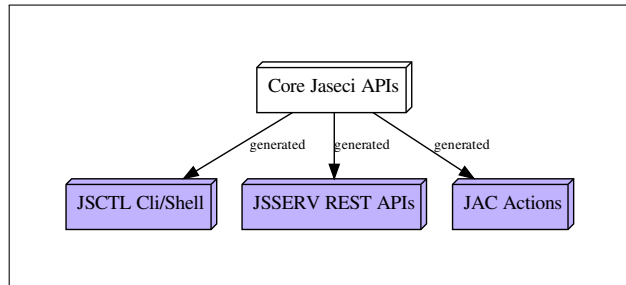 Core Jaseci APIs
generated
generated
generated
JSCTL Cli/Shell
JSSERV REST APIs
JAC Actions